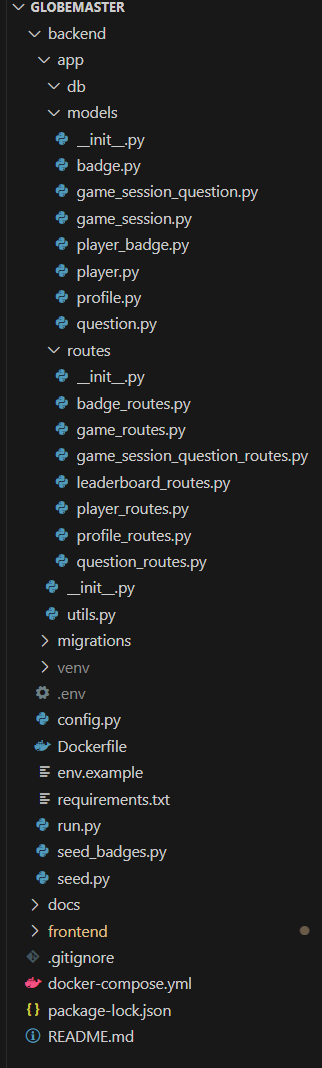 GLOBEMASTER
backend
app
db
models
__init__.py
badge.py
game_session_question.py
game_session.py
player_badge.py
player.py
profile.py
question.py
routes
__init__.py
badge_routes.py
game_routes.py
game_session_question_routes.py
leaderboard_routes.py
player_routes.py
profile_routes.py
question_routes.py
__init__.py
utils.py
migrations
venv
.env
config.py
Dockerfile
env.example
requirements.txt
run.py
seed_badges.py
seed.py
docs
frontend
.gitignore
docker-compose.yml
package-lock.json
README.md